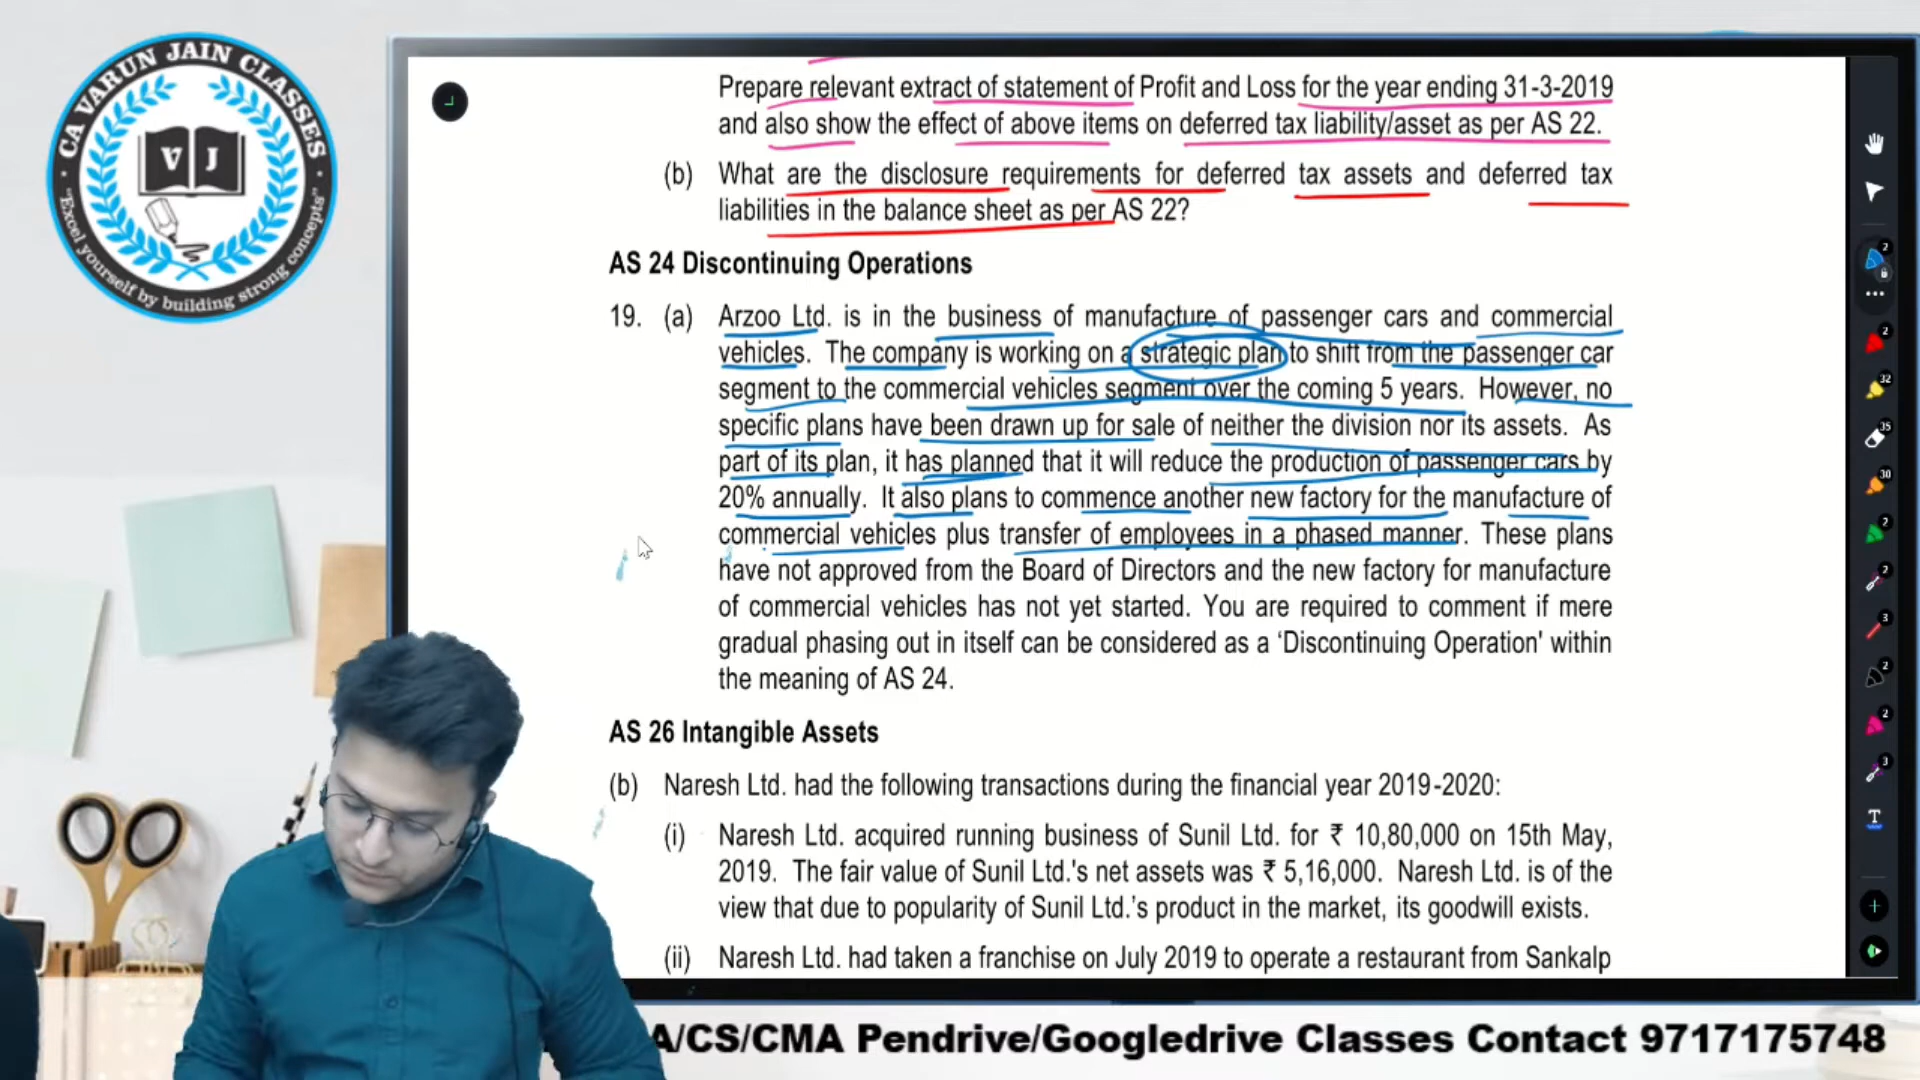 CA VARUN JAIN CLASSES
V J
"Excel yourself by building strong concepts"
Prepare relevant extract of statement of Profit and Loss for the year ending 31-3-2019
and also show the effect of above items on deferred tax liability/asset as per AS 22.
(b) What are the disclosure requirements for deferred tax assets and deferred tax
liabilities in the balance sheet as per AS 22?
AS 24 Discontinuing Operations
19. (a) Arzoo Ltd. is in the business of manufacture of passenger cars and commercial
vehicles. The company is working on a strategic plan to shift from the passenger car
segment to the commercial vehicles segment over the coming 5 years. However, no
specific plans have been drawn up for sale of neither the division nor its assets. As
part of its plan, it has planned that it will reduce the production of passenger cars by
20% annually. It also plans to commence another new factory for the manufacture of
commercial vehicles plus transfer of employees in a phased manner. These plans
have not approved from the Board of Directors and the new factory for manufacture
of commercial vehicles has not yet started. You are required to comment if mere
gradual phasing out in itself can be considered as a ‘Discontinuing Operation' within
the meaning of AS 24.
AS 26 Intangible Assets
(b) Naresh Ltd. had the following transactions during the financial year 2019-2020:
(i) Naresh Ltd. acquired running business of Sunil Ltd. for ₹ 10,80,000 on 15th May,
2019. The fair value of Sunil Ltd.'s net assets was ₹ 5,16,000. Naresh Ltd. is of the
view that due to popularity of Sunil Ltd.'s product in the market, its goodwill exists.
(ii) Naresh Ltd. had taken a franchise on July 2019 to operate a restaurant from Sankalp
2
2
32
35
30
2
2
3
2
2
3
T
A/CS/CMA Pendrive/Googledrive Classes Contact 9717175748